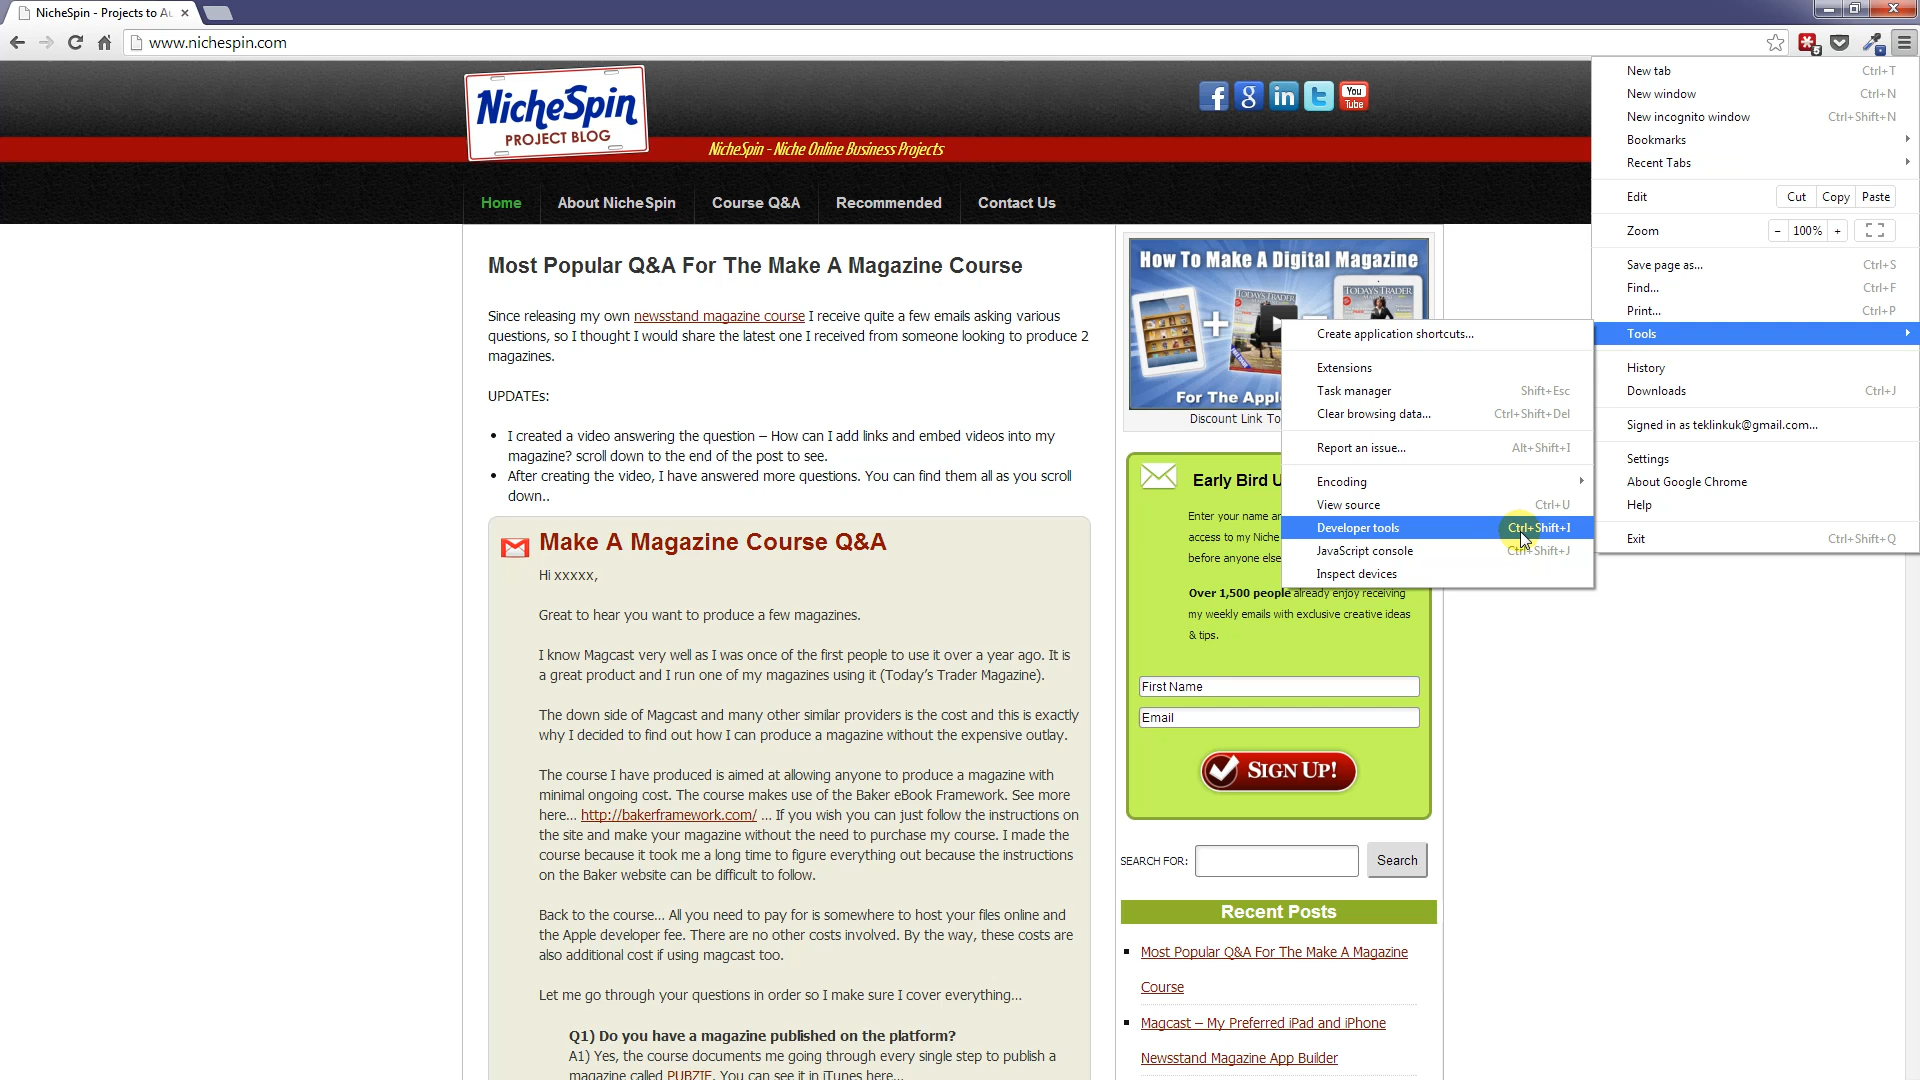 NicheSpin - Projects to Au
www.nichespin.com
NicheSpin
PROJECT BLOG
You
Tube
NicheSpin - Niche Online Business Projects
Home
About NicheSpin
Course Q&A
Recommended
Contact Us
Most Popular Q&A For The Make A Magazine Course
Since releasing my own newsstand magazine course I receive quite a few emails asking various
questions, so I thought I would share the latest one I received from someone looking to produce 2
magazines.
UPDATEs:
• I created a video answering the question – How can I add links and embed videos into my
magazine? scroll down to the end of the post to see.
• After creating the video, I have answered more questions. You can find them all as you scroll
down..
Make A Magazine Course Q&A
Hi xxxxx,
Great to hear you want to produce a few magazines.
I know Magcast very well as I was once of the first people to use it over a year ago. It is
a great product and I run one of my magazines using it (Today's Trader Magazine).
The down side of Magcast and many other similar providers is the cost and this is exactly
why I decided to find out how I can produce a magazine without the expensive outlay.
The course I have produced is aimed at allowing anyone to produce a magazine with
minimal ongoing cost. The course makes use of the Baker eBook Framework. See more
here... http://bakerframework.com/ ... If you wish you can just follow the instructions on
the site and make your magazine without the need to purchase my course. I made the
course because it took me a long time to figure everything out because the instructions
on the Baker website can be difficult to follow.
Back to the course... All you need to pay for is somewhere to host your files online and
the Apple developer fee. There are no other costs involved. By the way, these costs are
also additional cost if using magcast too.
Let me go through your questions in order so I make sure I cover everything...
Q1) Do you have a magazine published on the platform?
A1) Yes, the course documents me going through every single step to publish a
magazine called PUBZIE. You can see it in iTunes here...
How To Make A Digital Magazine
TODAY'S TRADER
TODAY'S TRADER
For The Appl
Discount Link To
Early Bird U
Enter your name an
access to my Niche
before anyone else
Over 1,500 people already enjoy receiving
my weekly emails with exclusive creative ideas
& tips.
First Name
Email
SIGN UP!
SEARCH FOR:
Search
Recent Posts
Most Popular Q&A For The Make A Magazine
Course
Magcast – My Preferred iPad and iPhone
Newsstand Magazine App Builder
New tab Ctrl+T
New window Ctrl+N
New incognito window Ctrl+Shift+N
Bookmarks
Recent Tabs
Edit Cut Copy Paste
Zoom - 100% +
Save page as... Ctrl+S
Find... Ctrl+F
Print... Ctrl+P
Tools
History
Downloads Ctrl+J
Signed in as teklinkuk@gmail.com...
Settings
About Google Chrome
Help
Exit Ctrl+Shift+Q
Create application shortcuts...
Extensions
Task manager Shift+Esc
Clear browsing data... Ctrl+Shift+Del
Report an issue... Alt+Shift+I
Encoding
View source Ctrl+U
Developer tools Ctrl+Shift+I
JavaScript console Ctrl+Shift+J
Inspect devices